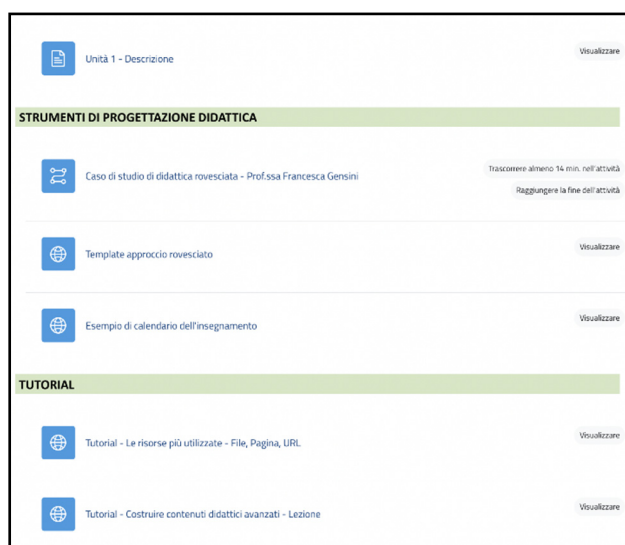 Unità 1 - Descrizione
Visualizzare
STRUMENTI DI PROGETTAZIONE DIDATTICA
Caso di studio di didattica rovesciata - Prof.ssa Francesca Gensini
Trascorrere almeno 14 min. nell'attività
Raggiungere la fine dell'attività
Template approccio rovesciato
Visualizzare
Esempio di calendario dell'insegnamento
Visualizzare
TUTORIAL
Tutorial - Le risorse più utilizzate - File, Pagina, URL
Visualizzare
Tutorial - Costruire contenuti didattici avanzati - Lezione
Visualizzare